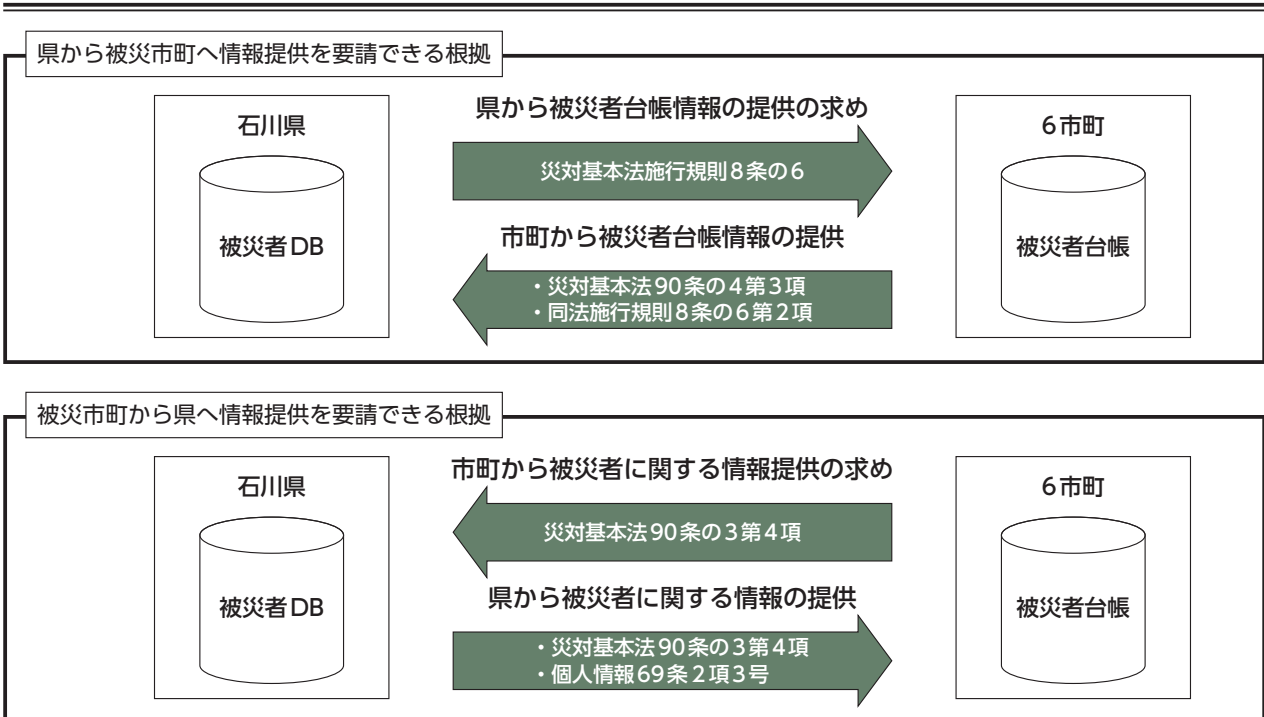 県から被災市町へ情報提供を要請できる根拠
石川県
被災者DB
県から被災者台帳情報の提供の求め
災対基本法施行規則8条の6
市町から被災者台帳情報の提供
・災対基本法90条の4第3項
・同法施行規則8条の6第2項
6市町
被災者台帳
被災市町から県へ情報提供を要請できる根拠
石川県
被災者DB
市町から被災者に関する情報提供の求め
災対基本法90条の3第4項
県から被災者に関する情報の提供
・災対基本法90条の3第4項
・個人情報69条2項3号
6市町
被災者台帳